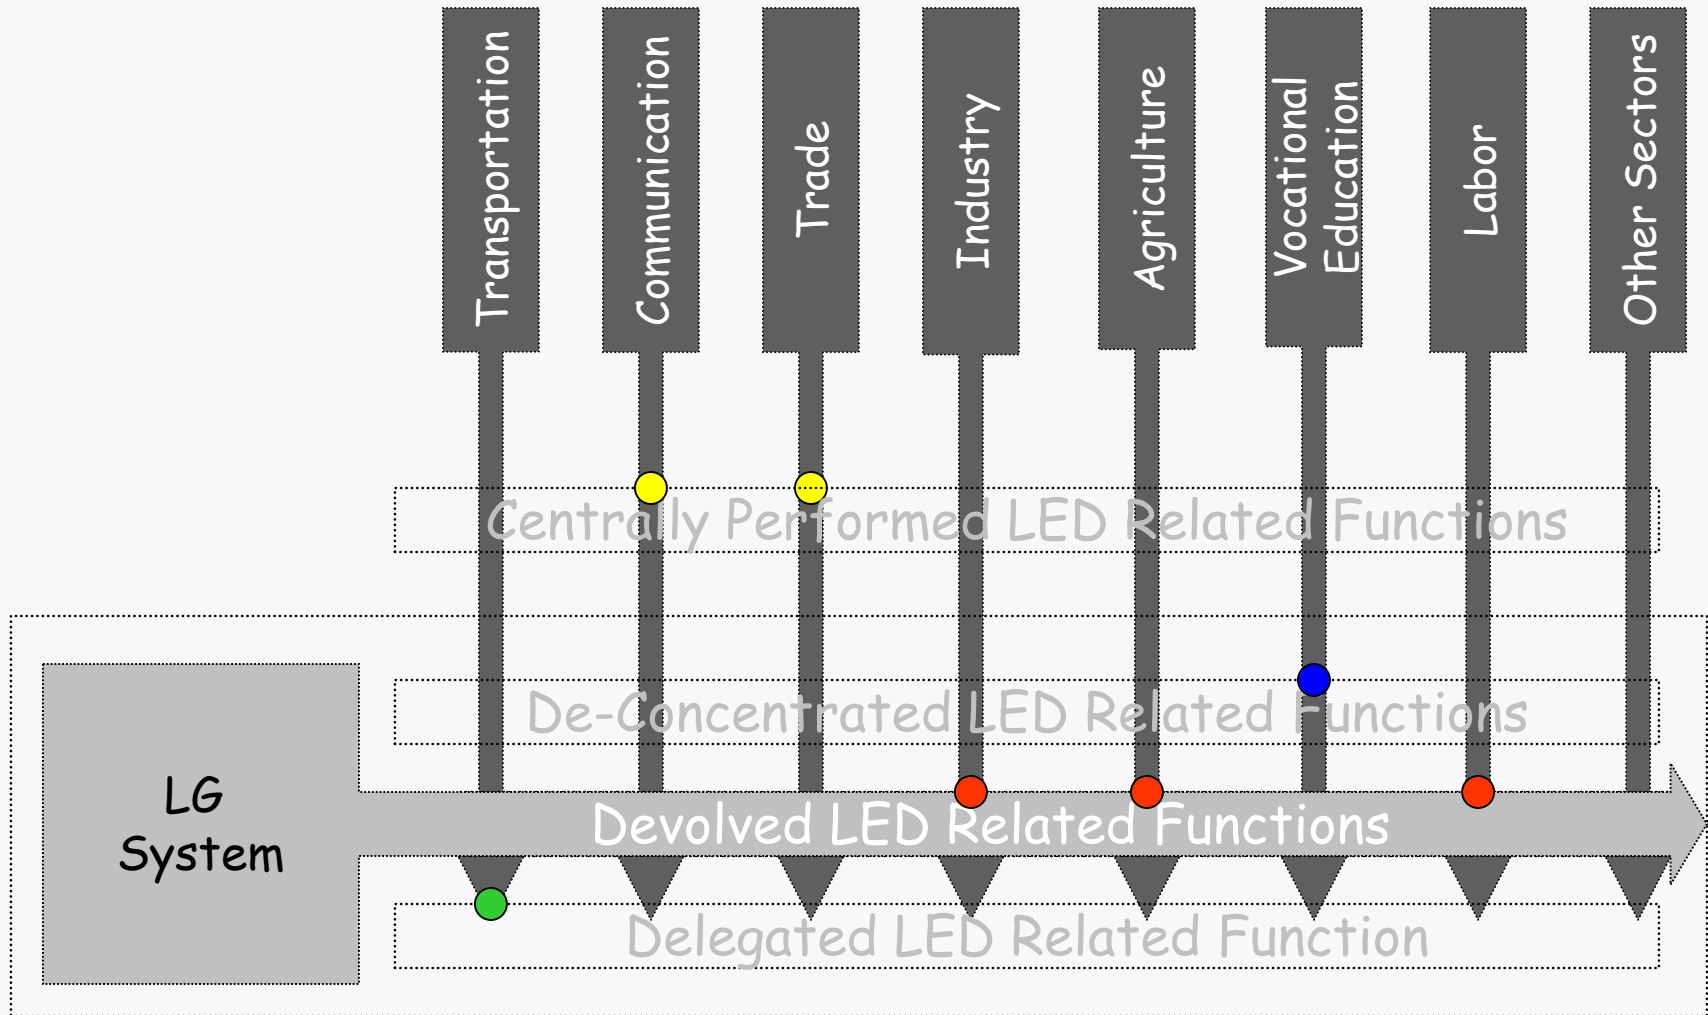 Transportation
Communication
Trade
Industry
Agriculture
Vocational
Education
Labor
Other Sectors
Centrally Performed LED Related Functions
De-Concentrated LED Related Functions
LG
System
Devolved LED Related Functions
Delegated LED Related Function